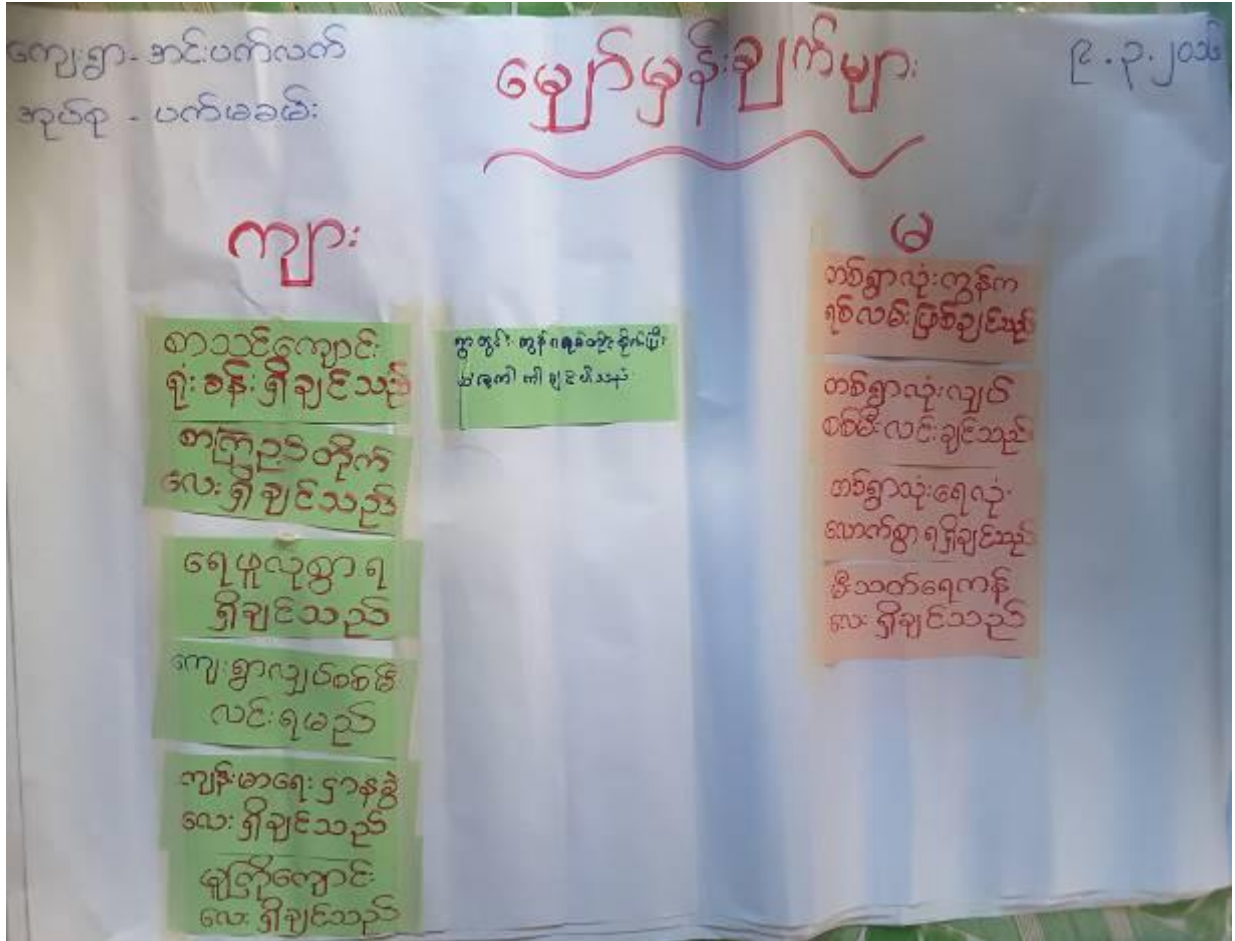 ကျေးရွာ - အင်းပက်လက်
အုပ်စု - ပက်မခမ်း
မျှော်မှန်းချက်များ
၉.၃.၂၀၁၆
ကျား
စာသင်ကျောင်း
ရုံးခန်းရှိချင်သည်
စာကြည့်တိုက်
လေးရှိချင်သည်
ရေဖူလုစွာရ
ရှိချင်သည်
ကျေးရွာလျှပ်စစ်မီး
လင်းရမည်
ကျန်းမာရေးဌာနခွဲ
လေးရှိချင်သည်
မူကြိုကျောင်း
လေးရှိချင်သည်
ရွာတွင်း
မ
တစ်ရွာလုံးကွန်က
ရစ်လမ်းဖြစ်ချင်သည်
တစ်ရွာလုံးလျှပ်
စစ်မီးလင်းချင်သည်
တစ်ရွာသုံးရေလုံ
လောက်စွာရရှိချင်သည်
မီးသတ်ရေကန်
လေးရှိချင်သည်